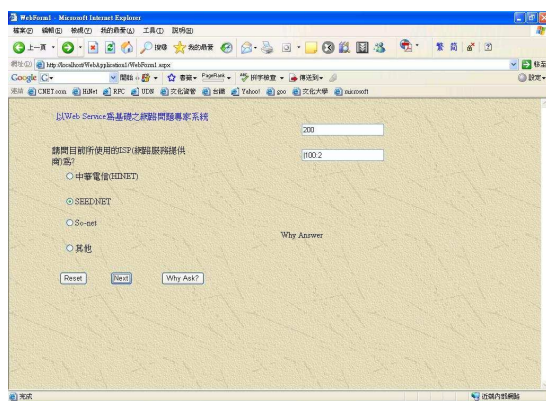 WebForm1 - Microsoft Internet Explorer
檔案(F) 編輯(E) 檢視(V) 我的最愛(A) 工具(T) 說明(H)
上一頁 搜尋 我的最愛 繁 简
網址(D) http://localhost/WebApplication1/WebForm1.aspx 移至
Google 開始 書籤 PageRank 拼字檢查 傳送到 設定
連結 CNET.com HiNet RPC UDN 文化資管 台鐵 Yahoo! goo 文化大學 microsoft
以Web Service為基礎之網路問題專家系統
200
請問目前所使用的ISP(網路服務提供
商)為?
j100:2
中華電信(HINET)
SEEDNET
So-net
Why Answer
其他
Reset Next Why Ask?
完成 近端內部網路